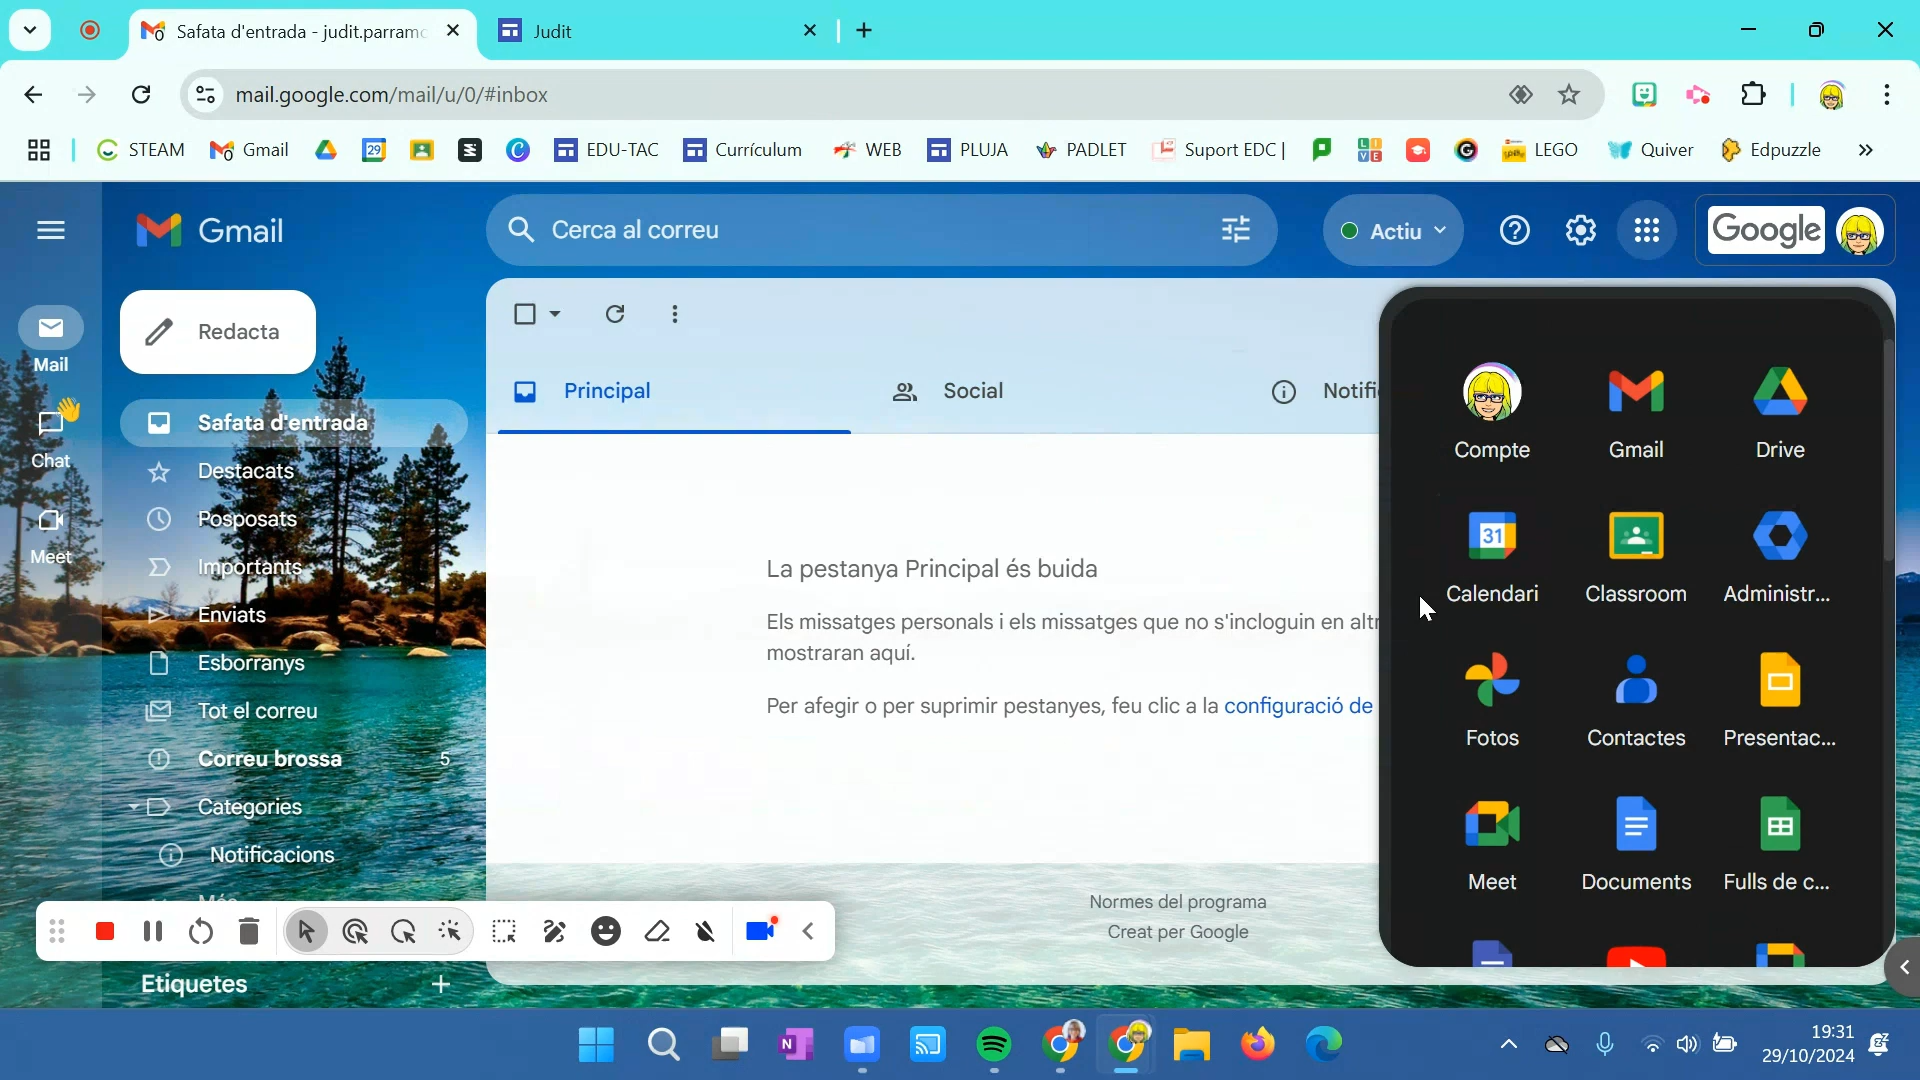 Safata d'entrada - judit.parramo
Judit
mail.google.com/mail/u/0/#inbox
STEAM
Gmail
29
EDU-TAC
Currículum
WEB
PLUJA
PADLET
Suport EDC |
LIVE
LEGO
Quiver
Edpuzzle
Gmail
Cerca al correu
Actiu
Google
Redacta
Mail
Chat
Meet
Safata d'entrada
Destacats
Posposats
Importants
Enviats
Esborranys
Tot el correu
Correu brossa 5
Categories
Notificacions
Més
Etiquetes
Principal
Social
Notifi
La pestanya Principal és buida
Els missatges personals i els missatges que no s'incloguin en altr
mostraran aquí.
Per afegir o per suprimir pestanyes, feu clic a la configuració de
Normes del programa
Creat per Google
Compte
Gmail
Drive
31
Calendari
Classroom
Administr...
Fotos
Contactes
Presentac...
Meet
Documents
Fulls de c...
19:31
29/10/2024